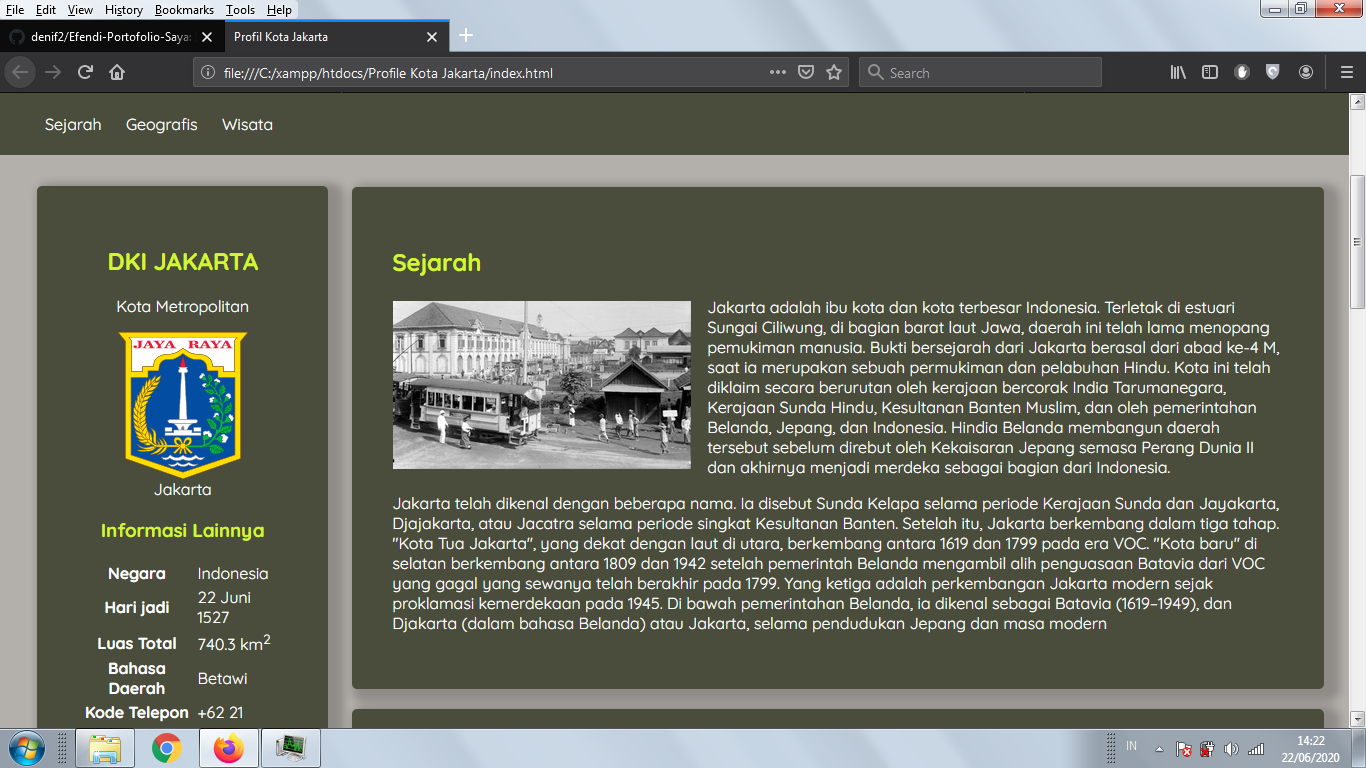 File Edit View History Bookmarks Tools Help
denif2/Efendi-Portofolio-Saya:
Profil Kota Jakarta
file:///C:/xampp/htdocs/Profile Kota Jakarta/index.html
Search
Sejarah Geografis Wisata
DKI JAKARTA
Kota Metropolitan
JAYA RAYA
Jakarta
Informasi Lainnya
Negara Indonesia
Hari jadi 22 Juni
1527
Luas Total 740.3 km²
Bahasa
Daerah Betawi
Kode Telepon +62 21
Sejarah
Jakarta adalah ibu kota dan kota terbesar Indonesia. Terletak di estuari
Sungai Ciliwung, di bagian barat laut Jawa, daerah ini telah lama menopang
pemukiman manusia. Bukti bersejarah dari Jakarta berasal dari abad ke-4 M,
saat ia merupakan sebuah permukiman dan pelabuhan Hindu. Kota ini telah
diklaim secara berurutan oleh kerajaan bercorak India Tarumanegara,
Kerajaan Sunda Hindu, Kesultanan Banten Muslim, dan oleh pemerintahan
Belanda, Jepang, dan Indonesia. Hindia Belanda membangun daerah
tersebut sebelum direbut oleh Kekaisaran Jepang semasa Perang Dunia II
dan akhirnya menjadi merdeka sebagai bagian dari Indonesia.
Jakarta telah dikenal dengan beberapa nama. Ia disebut Sunda Kelapa selama periode Kerajaan Sunda dan Jayakarta,
Djajakarta, atau Jacatra selama periode singkat Kesultanan Banten. Setelah itu, Jakarta berkembang dalam tiga tahap.
"Kota Tua Jakarta", yang dekat dengan laut di utara, berkembang antara 1619 dan 1799 pada era VOC. "Kota baru" di
selatan berkembang antara 1809 dan 1942 setelah pemerintah Belanda mengambil alih penguasaan Batavia dari VOC
yang gagal yang sewanya telah berakhir pada 1799. Yang ketiga adalah perkembangan Jakarta modern sejak
proklamasi kemerdekaan pada 1945. Di bawah pemerintahan Belanda, ia dikenal sebagai Batavia (1619–1949), dan
Djakarta (dalam bahasa Belanda) atau Jakarta, selama pendudukan Jepang dan masa modern
IN
14:22
22/06/2020